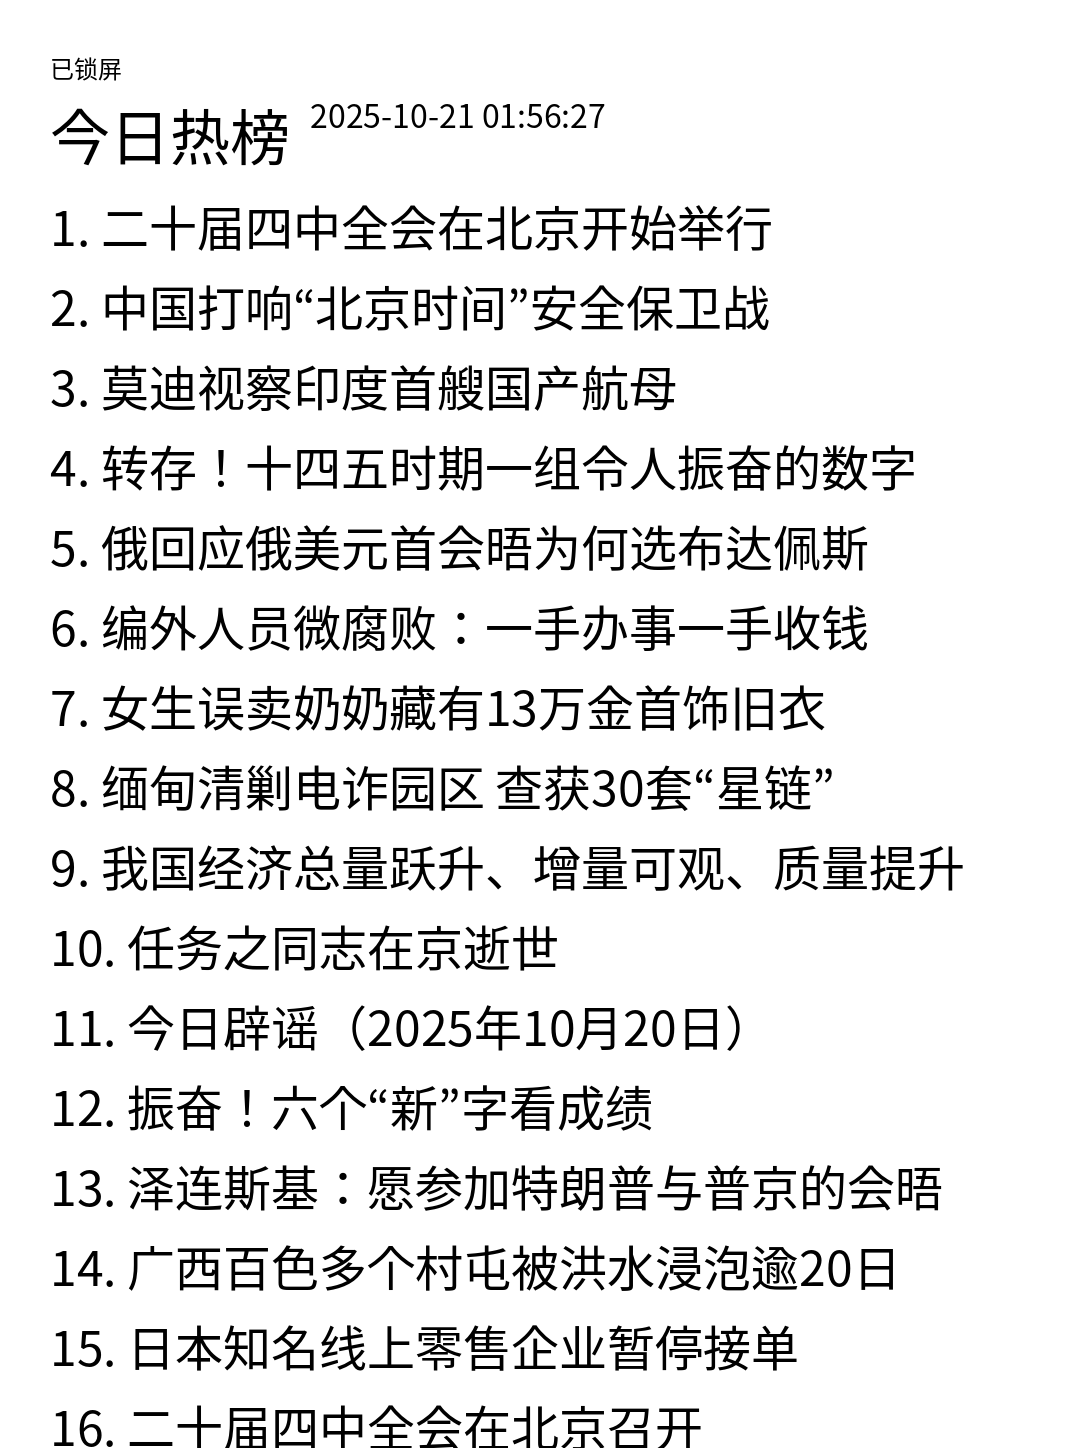 已锁屏
今日热榜 2025-10-21 01:56:27
1. 二十届四中全会在北京开始举行
2. 中国打响“北京时间”安全保卫战
3. 莫迪视察印度首艘国产航母
4. 转存！十四五时期一组令人振奋的数字
5. 俄回应俄美元首会晤为何选布达佩斯
6. 编外人员微腐败：一手办事一手收钱
7. 女生误卖奶奶藏有13万金首饰旧衣
8. 缅甸清剿电诈园区 查获30套“星链”
9. 我国经济总量跃升、增量可观、质量提升
10. 任务之同志在京逝世
11. 今日辟谣（2025年10月20日）
12. 振奋！六个“新”字看成绩
13. 泽连斯基：愿参加特朗普与普京的会晤
14. 广西百色多个村屯被洪水浸泡逾20日
15. 日本知名线上零售企业暂停接单
16. 二十届四中全会在北京召开